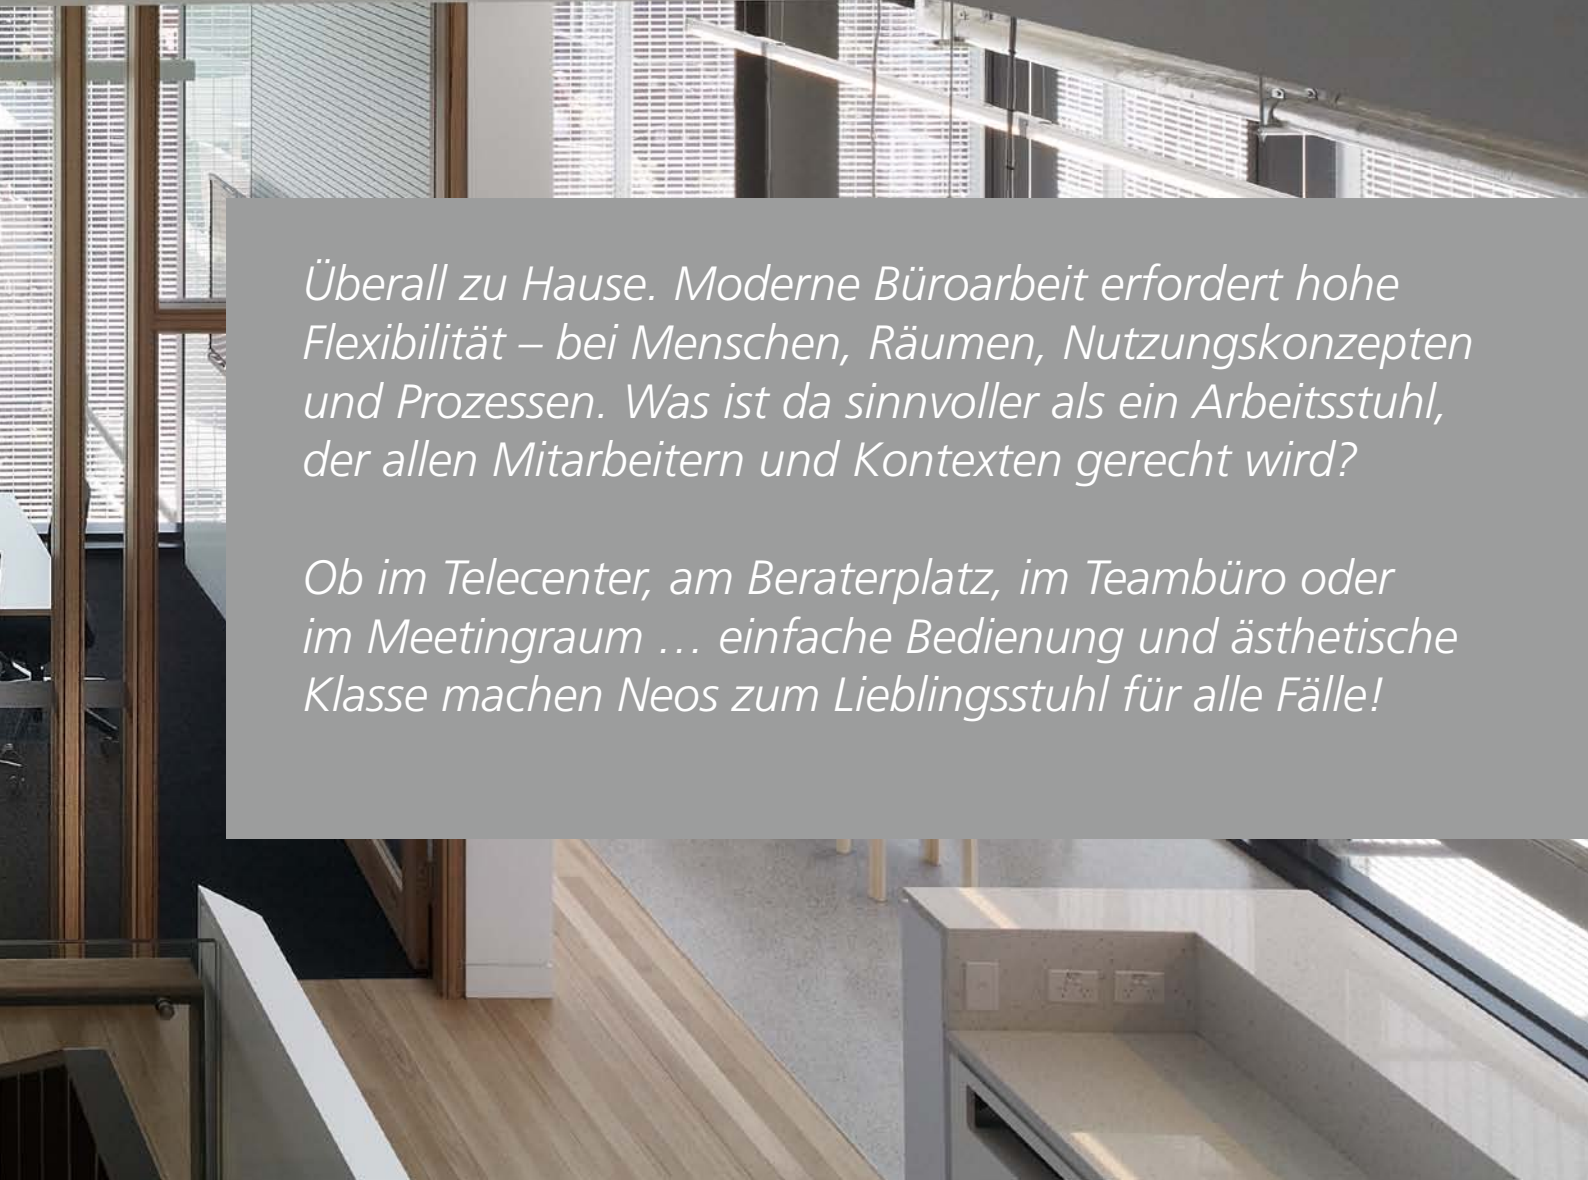 Überall zu Hause. Moderne Büroarbeit erfordert hohe
Flexibilität – bei Menschen, Räumen, Nutzungskonzepten
und Prozessen. Was ist da sinnvoller als ein Arbeitsstuhl,
der allen Mitarbeitern und Kontexten gerecht wird?
Ob im Telecenter, am Beraterplatz, im Teambüro oder
im Meetingraum … einfache Bedienung und ästhetische
Klasse machen Neos zum Lieblingsstuhl für alle Fälle!